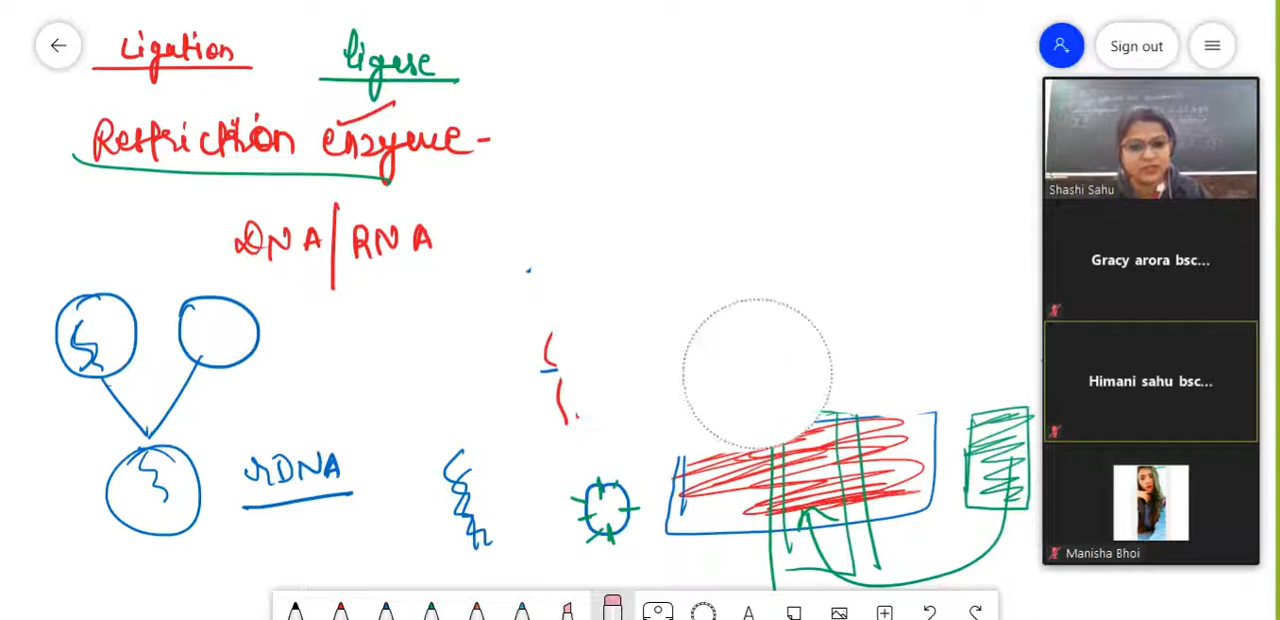 Ligation ligase
Restriction enzyme -
DNA | RNA
rDNA
Sign out
Shashi Sahu
Gracy arora bsc...
Himani sahu bsc...
Manisha Bhoi
A